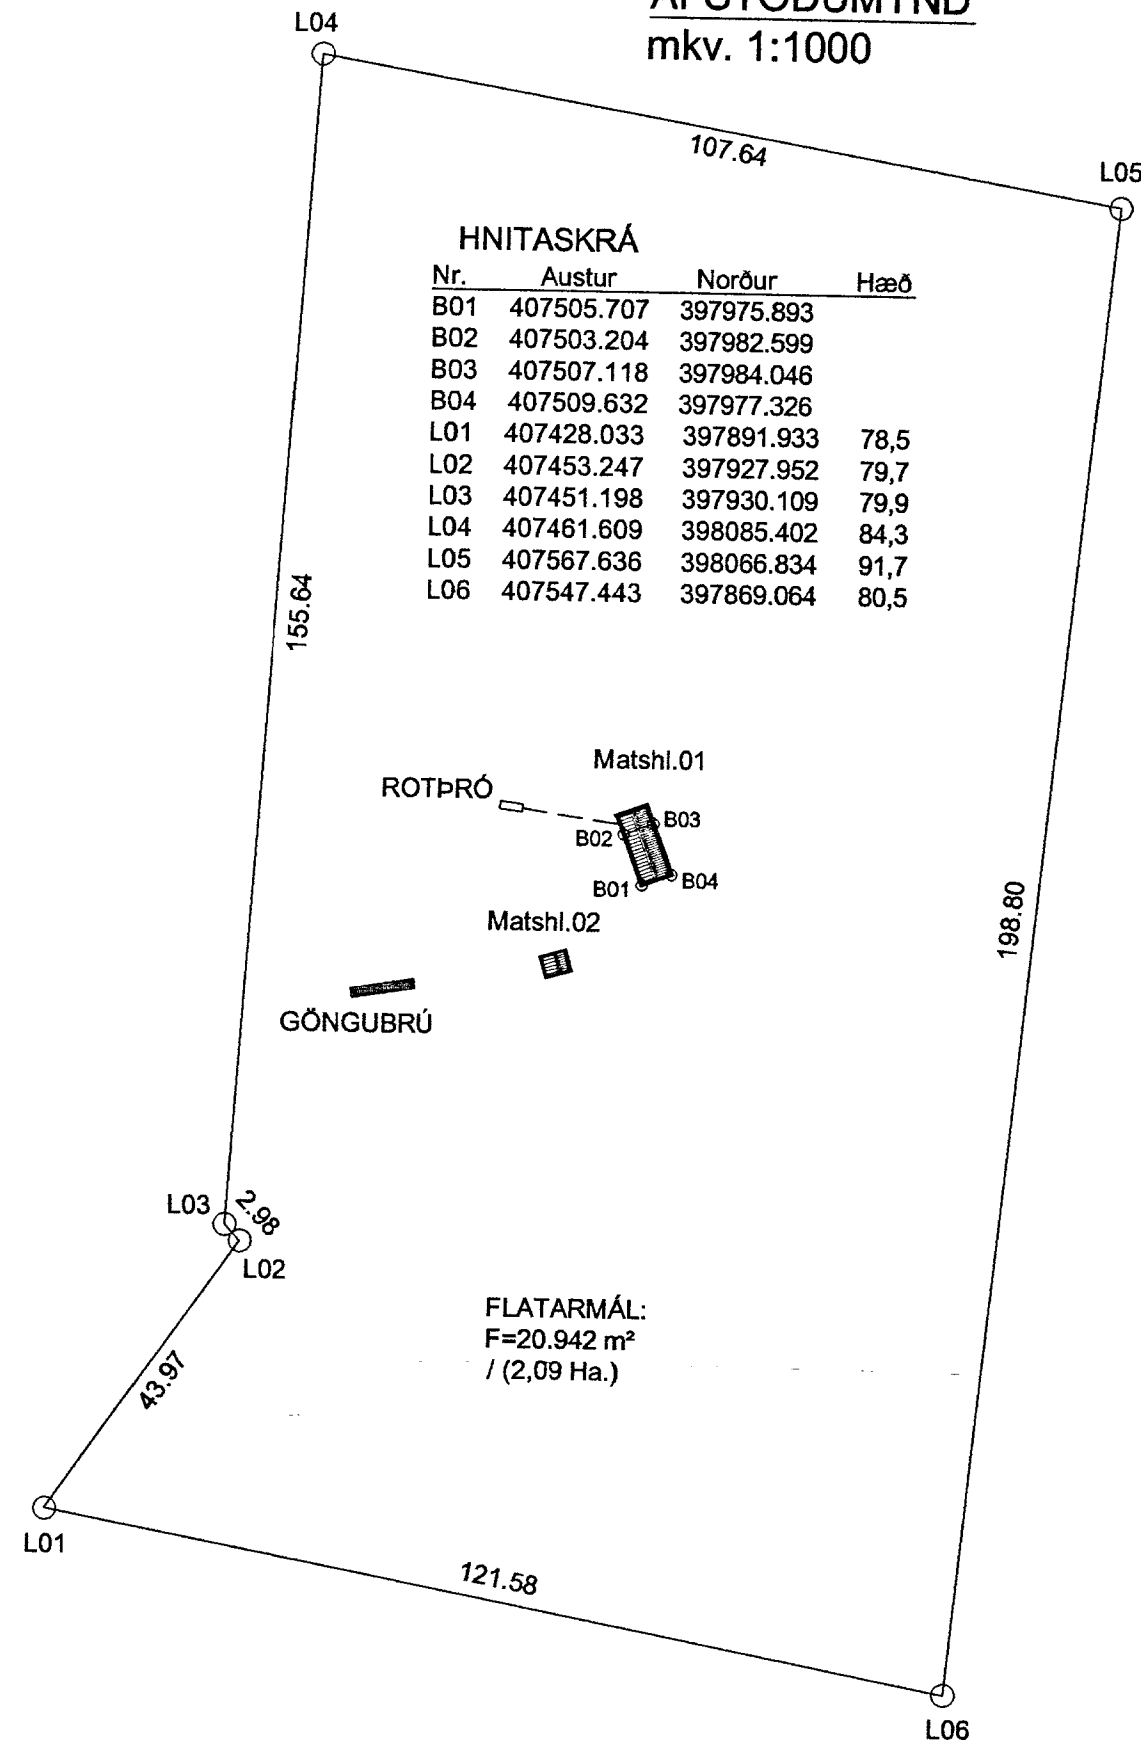 AFSTÖÐUMYND
mkv. 1:1000
L04
107.64
L05
HNITASKRÁ
Nr. Austur Norður Hæð
B01 407505.707 397975.893
B02 407503.204 397982.599
B03 407507.118 397984.046
B04 407509.632 397977.326
L01 407428.033 397891.933 78,5
L02 407453.247 397927.952 79,7
L03 407451.198 397930.109 79,9
L04 407461.609 398085.402 84,3
L05 407567.636 398066.834 91,7
L06 407547.443 397869.064 80,5
155.64
Matshl.01
ROTÞRÓ
B03
B02
B04
B01
198.80
Matshl.02
GÖNGUBRÚ
L03
2.98
L02
FLATARMÁL:
F=20.942 m²
/ (2,09 Ha.)
43.97
L01
121.58
L06